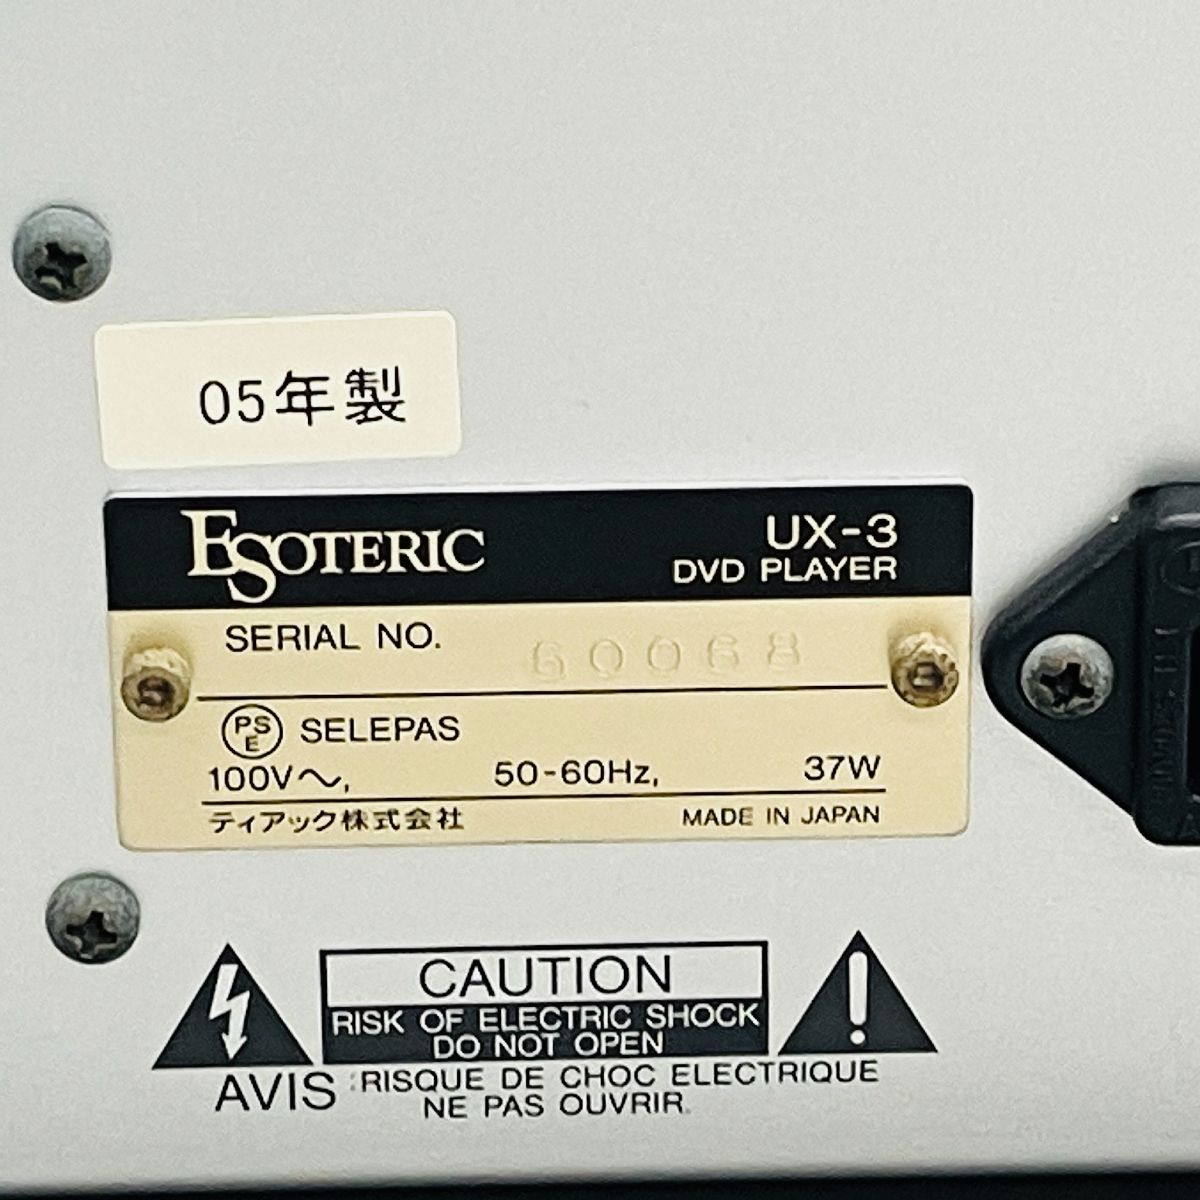 05年製
ESOTERIC UX-3
DVD PLAYER
SERIAL NO. 60068
PSE SELEPAS
100V～, 50-60Hz, 37W
ティアック株式会社 MADE IN JAPAN
CAUTION
RISK OF ELECTRIC SHOCK
DO NOT OPEN
AVIS : RISQUE DE CHOC ELECTRIQUE
NE PAS OUVRIR.